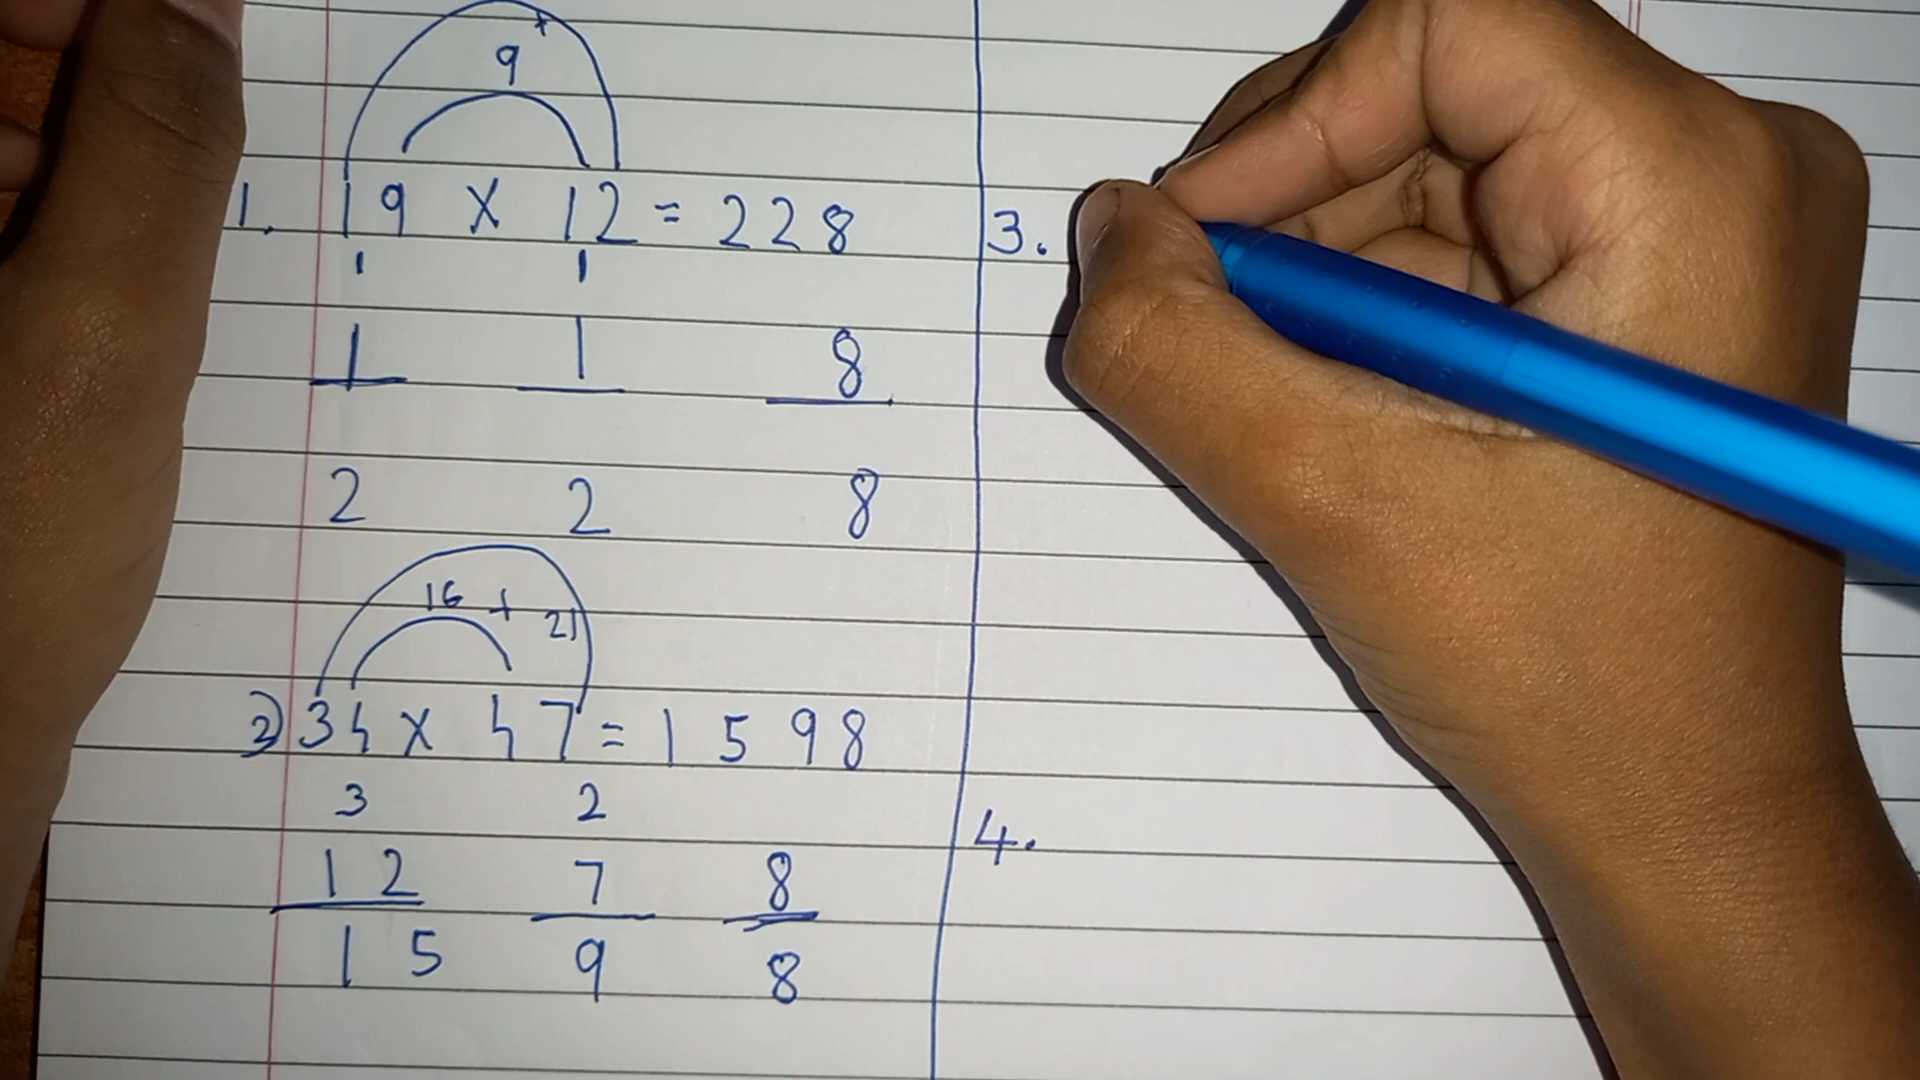 +
9
1. 19 X 12 = 228
1 1
1 1 8
2 2 8
16 + 21
2) 34 X 47 = 1598
3 2
12 7 8
15 9 8
3.
4.